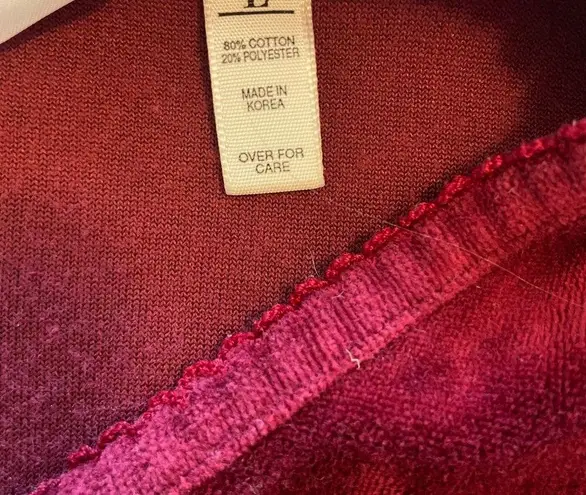 L
80% COTTON
20% POLYESTER
MADE IN
KOREA
OVER FOR
CARE